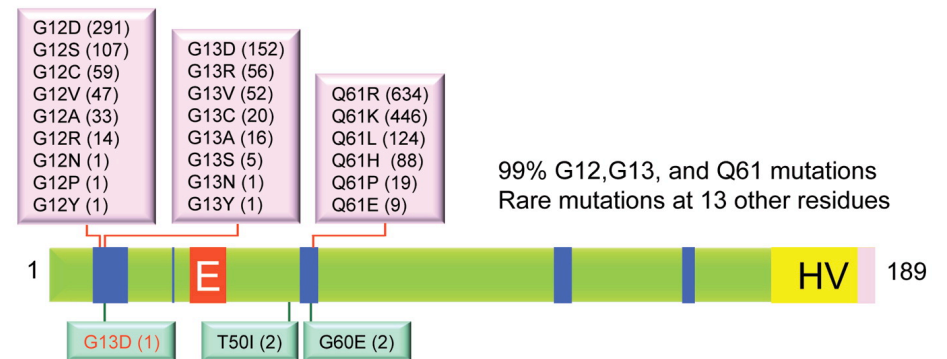 G12D (291)
G12S (107)
G12C (59)
G12V (47)
G12A (33)
G12R (14)
G12N (1)
G12P (1)
G12Y (1)
G13D (152)
G13R (56)
G13V (52)
G13C (20)
G13A (16)
G13S (5)
G13N (1)
G13Y (1)
Q61R (634)
Q61K (446)
Q61L (124)
Q61H (88)
Q61P (19)
Q61E (9)
99% G12,G13, and Q61 mutations
Rare mutations at 13 other residues
1
E
HV
189
G13D (1)
T50I (2)
G60E (2)